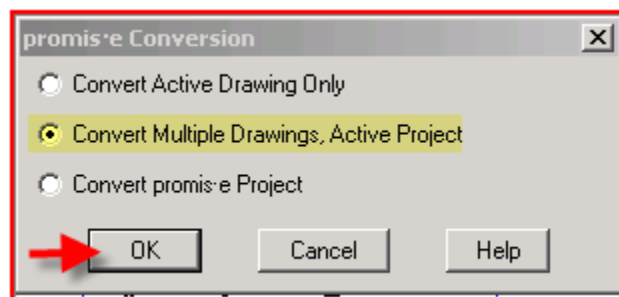 promis·e Conversion
Convert Active Drawing Only
Convert Multiple Drawings, Active Project
Convert promis·e Project
OK
Cancel
Help